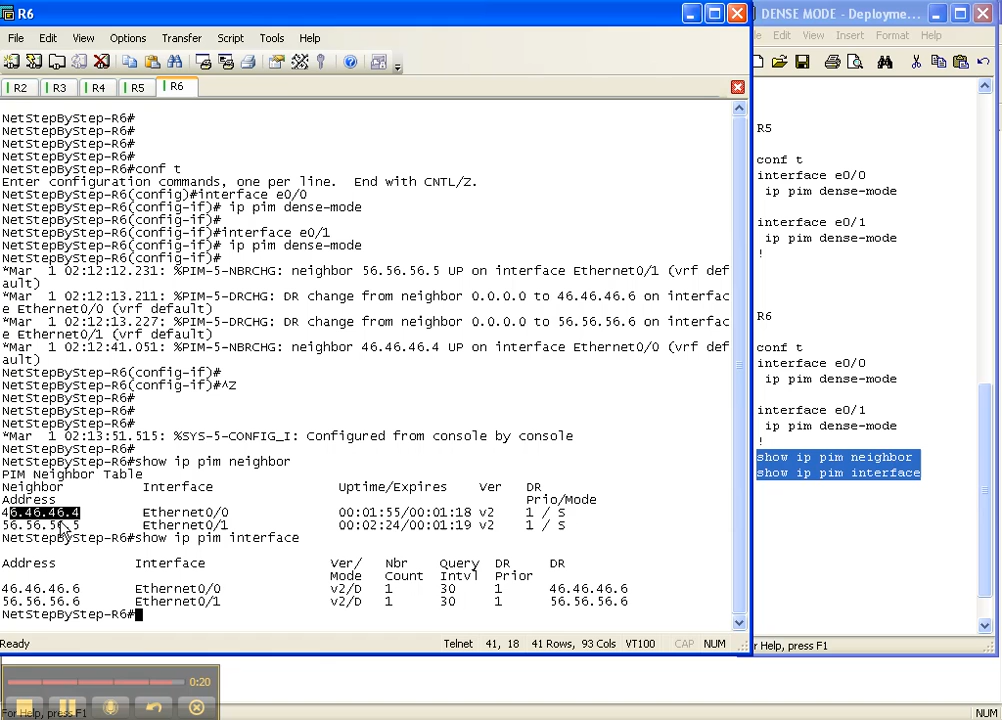 R6
File Edit View Options Transfer Script Tools Help
R2 R3 R4 R5 R6
NetStepByStep-R6#
NetStepByStep-R6#
NetStepByStep-R6#
NetStepByStep-R6#
NetStepByStep-R6#conf t
Enter configuration commands, one per line.  End with CNTL/Z.
NetStepByStep-R6(config)#interface e0/0
NetStepByStep-R6(config-if)# ip pim dense-mode
NetStepByStep-R6(config-if)#
NetStepByStep-R6(config-if)#interface e0/1
NetStepByStep-R6(config-if)# ip pim dense-mode
NetStepByStep-R6(config-if)#
*Mar  1 02:12:12.231: %PIM-5-NBRCHG: neighbor 56.56.56.5 UP on interface Ethernet0/1 (vrf def
ault)
*Mar  1 02:12:13.211: %PIM-5-DRCHG: DR change from neighbor 0.0.0.0 to 46.46.46.6 on interfac
e Ethernet0/0 (vrf default)
*Mar  1 02:12:13.227: %PIM-5-DRCHG: DR change from neighbor 0.0.0.0 to 56.56.56.6 on interfac
e Ethernet0/1 (vrf default)
*Mar  1 02:12:41.051: %PIM-5-NBRCHG: neighbor 46.46.46.4 UP on interface Ethernet0/0 (vrf def
ault)
NetStepByStep-R6(config-if)#
NetStepByStep-R6(config-if)#^Z
NetStepByStep-R6#
NetStepByStep-R6#
NetStepByStep-R6#
*Mar  1 02:13:51.515: %SYS-5-CONFIG_I: Configured from console by console
NetStepByStep-R6#
NetStepByStep-R6#show ip pim neighbor
PIM Neighbor Table
Neighbor Interface Uptime/Expires Ver DR
Address Prio/Mode
46.46.46.4 Ethernet0/0 00:01:55/00:01:18 v2 1 / S
56.56.56.5 Ethernet0/1 00:02:24/00:01:19 v2 1 / S
NetStepByStep-R6#show ip pim interface
Address Interface Ver/ Nbr Query DR DR
Mode Count Intvl Prior
46.46.46.6 Ethernet0/0 v2/D 1 30 1 46.46.46.6
56.56.56.6 Ethernet0/1 v2/D 1 30 1 56.56.56.6
NetStepByStep-R6#
Ready Telnet 41, 18 41 Rows, 93 Cols VT100 CAP NUM
0:20
For Help, press F1
DENSE MODE - Deployme...
Edit View Insert Format Help
R5
conf t
interface e0/0
ip pim dense-mode
interface e0/1
ip pim dense-mode
!
R6
conf t
interface e0/0
ip pim dense-mode
interface e0/1
ip pim dense-mode
!
show ip pim neighbor
show ip pim interface
r Help, press F1
NUM